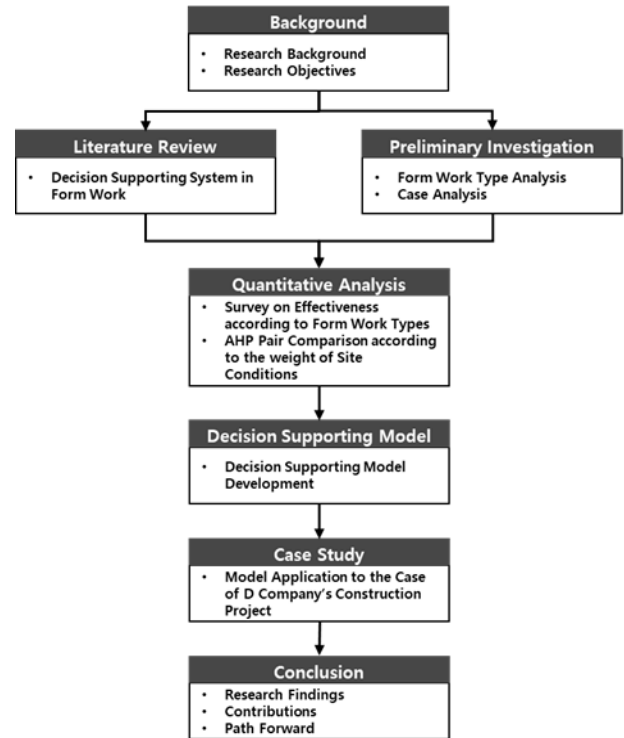 Background
• Research Background
• Research Objectives
Literature Review
• Decision Supporting System in
Form Work
Preliminary Investigation
• Form Work Type Analysis
• Case Analysis
Quantitative Analysis
• Survey on Effectiveness
according to Form Work Types
• AHP Pair Comparison according
to the weight of Site
Conditions
Decision Supporting Model
• Decision Supporting Model
Development
Case Study
• Model Application to the Case
of D Company's Construction
Project
Conclusion
• Research Findings
• Contributions
• Path Forward